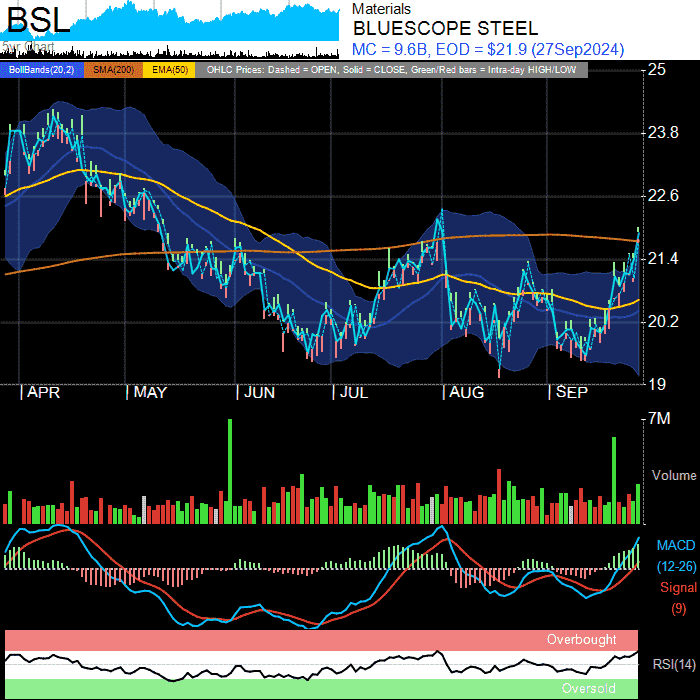 BSL
5yr Chart
Materials
BLUESCOPE STEEL
MC = 9.6B, EOD = $21.9 (27Sep2024)
BollBands(20,2) SMA(200) EMA(50) OHLC Prices: Dashed = OPEN, Solid = CLOSE, Green/Red bars = Intra-day HIGH/LOW
25
23.8
22.6
21.4
20.2
19
| APR | MAY | JUN | JUL | AUG | SEP
7M
Volume
MACD
(12-26)
Signal
(9)
Overbought
RSI(14)
Oversold